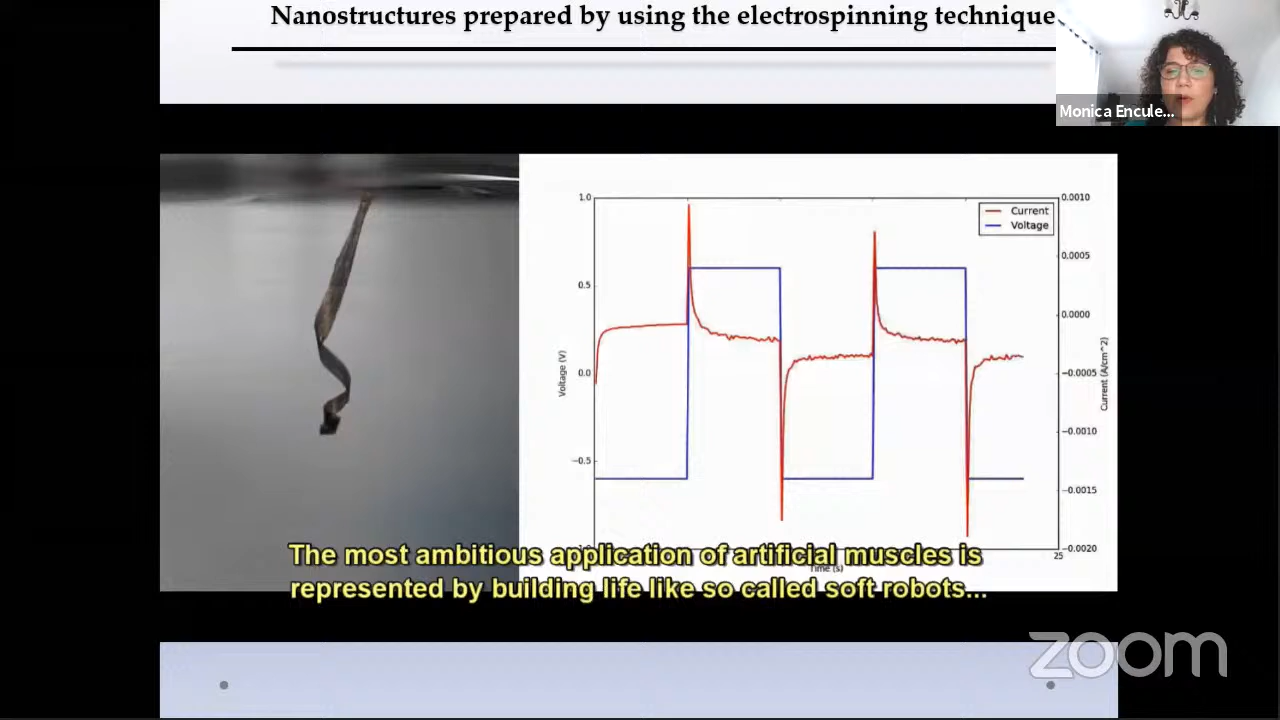 Nanostructures prepared by using the electrospinning technique
Monica Encule...
1.0
0.5
0.0
−0.5
Voltage (V)
Current
Voltage
0.0010
0.0005
0.0000
−0.0005
−0.0010
−0.0015
−0.0020
Current (A/cm^2)
25
Time (s)
The most ambitious application of artificial muscles is
represented by building life like so called soft robots...
zoom